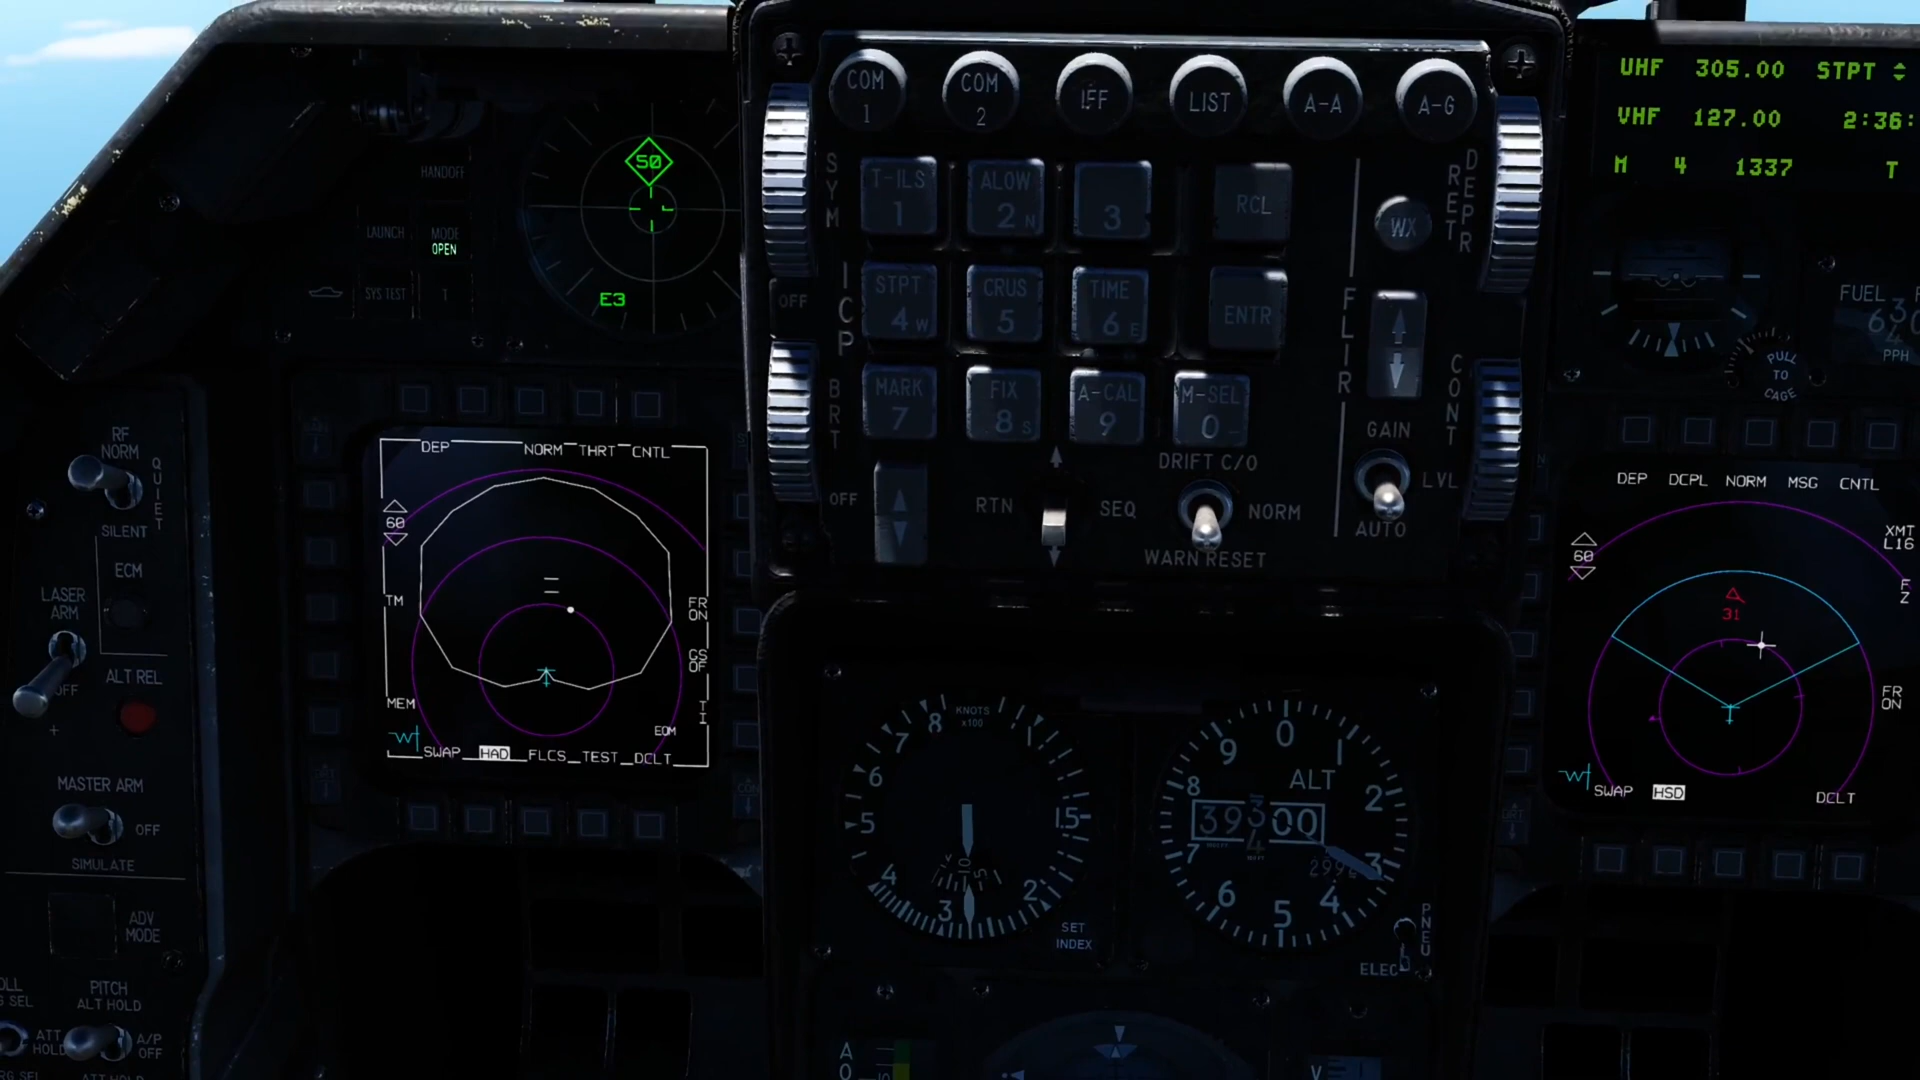 COM 1
COM 2
IFF
LIST
A-A
A-G
UHF 305.00 STPT
VHF 127.00 2:36:
M 4 1337 T
50
E3
HANDOFF
LAUNCH
MODE
OPEN
SYS TEST
T
SYM
T-ILS 1
ALOW 2 N
3
RCL
WX
DEPR
RET
OFF
ICP
STPT 4 W
CRUS 5
TIME 6 E
ENTR
FLIR
BRT
MARK 7
FIX 8 S
A-CAL 9
M-SEL 0
CONT
GAIN
LVL
AUTO
OFF
RTN
SEQ
DRIFT C/O
NORM
WARN RESET
FUEL
PPH
PULL
TO
CAGE
RF
NORM
QUIET
SILENT
ECM
LASER
ARM
OFF
ALT REL
MASTER ARM
OFF
SIMULATE
ADV
MODE
PITCH
ALT HOLD
ATT
HOLD
A/P
OFF
ATT HOLD
DEP NORM THRT CNTL
60
TM
FR
ON
GS
OF
MEM
TI
EOM
SWAP HAD FLCS TEST DCLT
DEP DCPL NORM MSG CNTL
XMT
L16
60
FZ
31
FR
ON
SWAP HSD DCLT
KNOTS
x100
8
7
6
5
4
3
2
1.5
SET
INDEX
0
1
2
3
4
5
6
7
8
9
ALT
PNEU
ELEC
AO
V